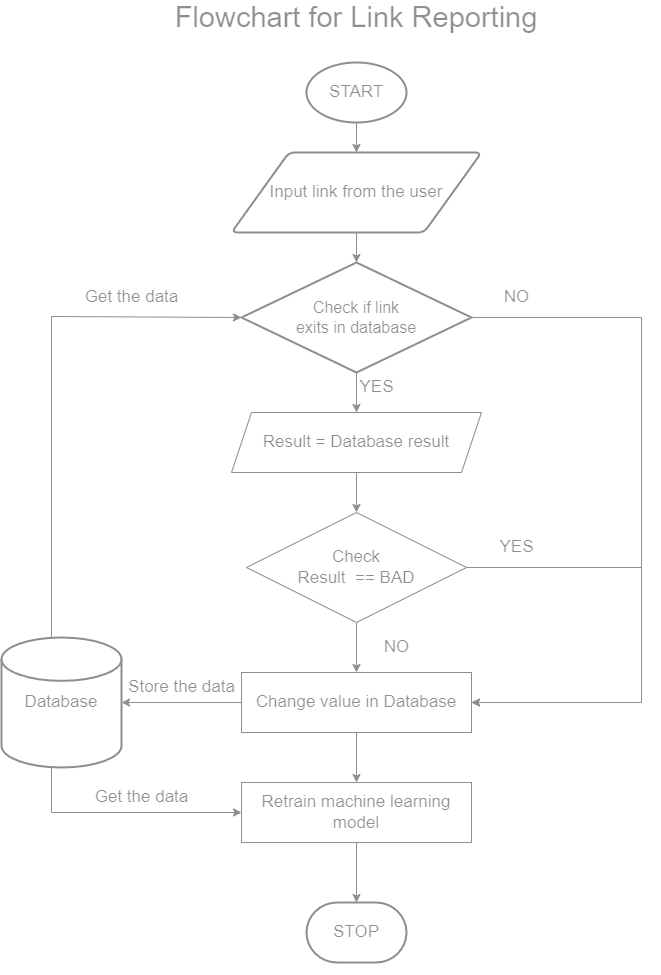 Flowchart for Link Reporting
START
Input link from the user
Get the data
Check if link
exits in database
NO
YES
Result = Database result
Check
Result == BAD
YES
NO
Database
Store the data
Change value in Database
Get the data
Retrain machine learning
model
STOP